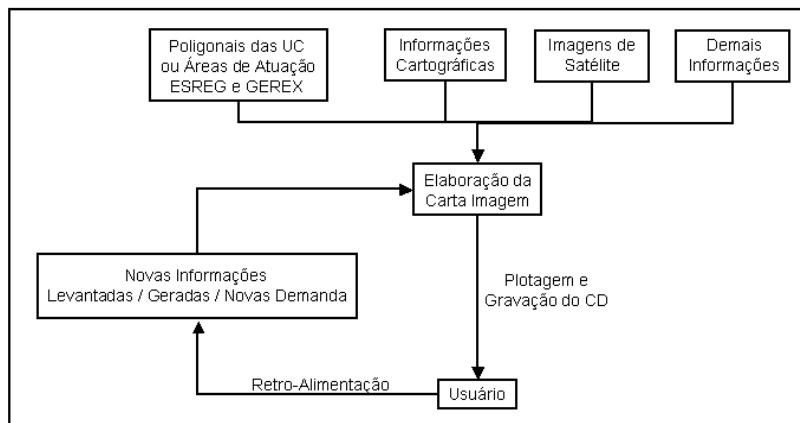 Poligonais das UC
ou Áreas de Atuação
ESREG e GEREX
Informações
Cartográficas
Imagens de
Satélite
Demais
Informações
Elaboração da
Carta Imagem
Novas Informações
Levantadas / Geradas / Novas Demanda
Plotagem e
Gravação do CD
Retro-Alimentação
Usuário